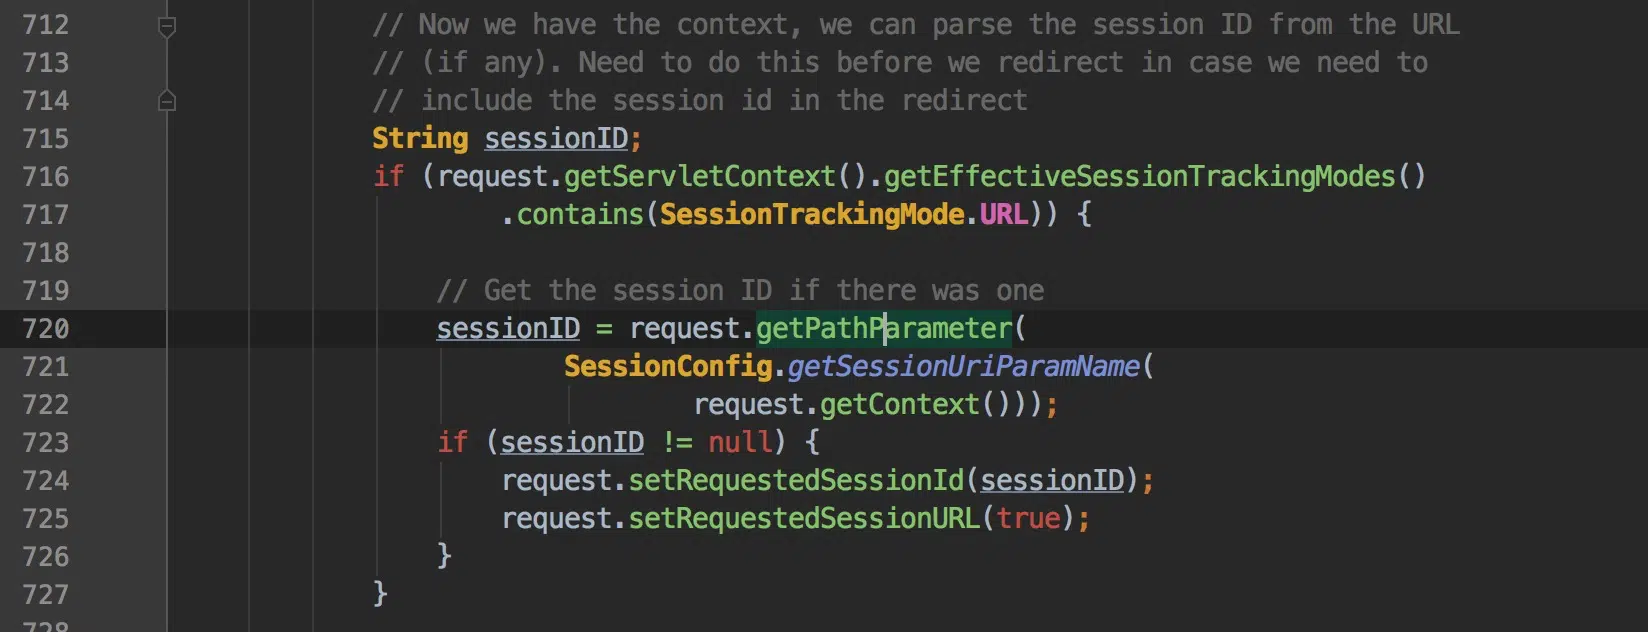 712 // Now we have the context, we can parse the session ID from the URL
713 // (if any). Need to do this before we redirect in case we need to
714 // include the session id in the redirect
715 String sessionID;
716 if (request.getServletContext().getEffectiveSessionTrackingModes()
717 .contains(SessionTrackingMode.URL)) {
718
719 // Get the session ID if there was one
720 sessionID = request.getPathParameter(
721 SessionConfig.getSessionUriParamName(
722 request.getContext()));
723 if (sessionID != null) {
724 request.setRequestedSessionId(sessionID);
725 request.setRequestedSessionURL(true);
726 }
727 }
728